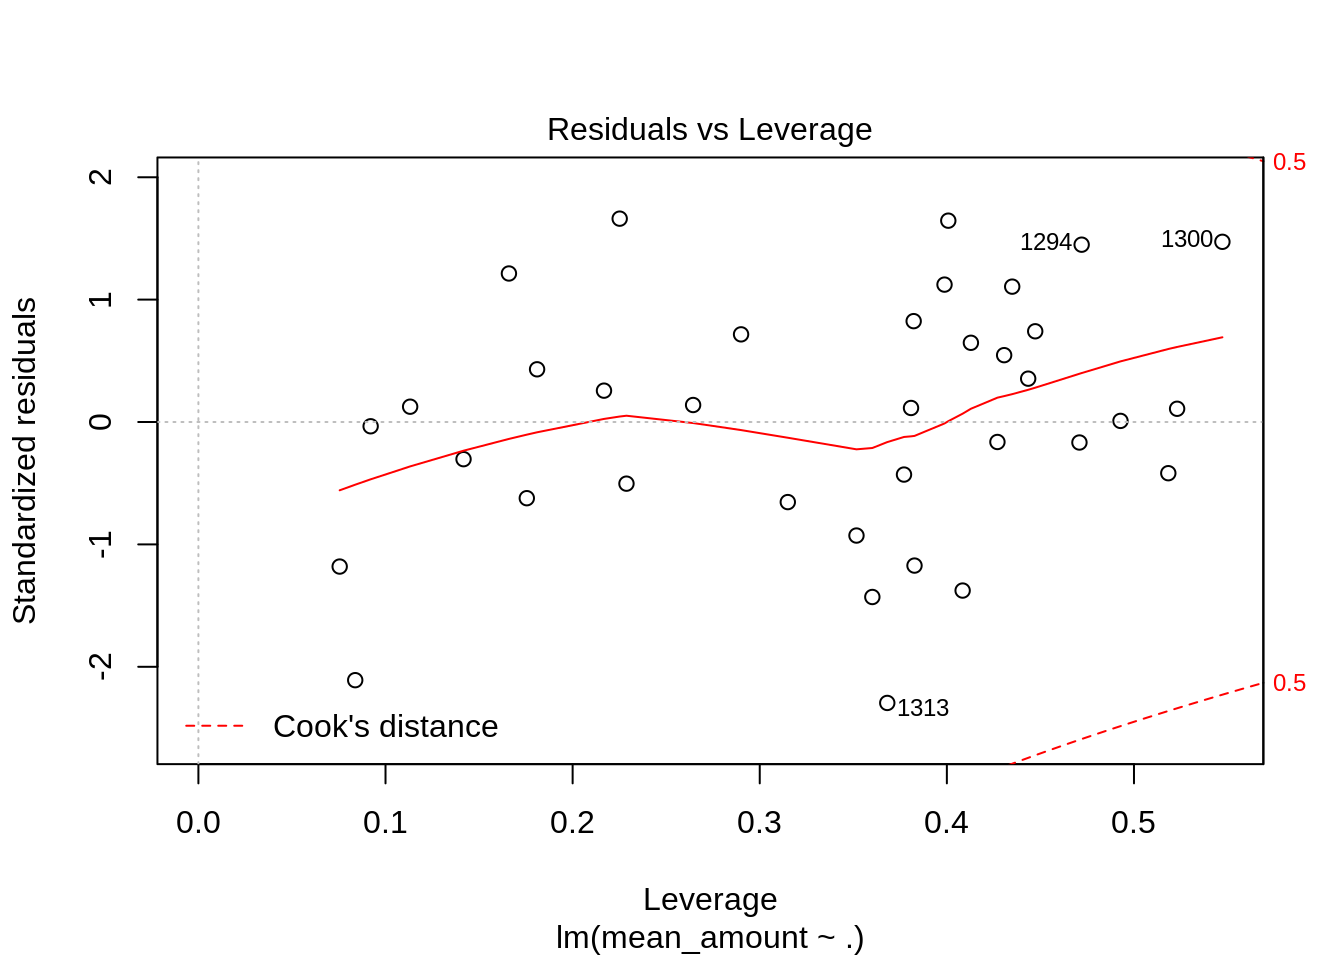 Residuals vs Leverage
0.5
2
1
0
-1
-2
Standardized residuals
1294
1300
1313
0.5
Cook's distance
0.0 0.1 0.2 0.3 0.4 0.5
Leverage
lm(mean_amount ~ .)